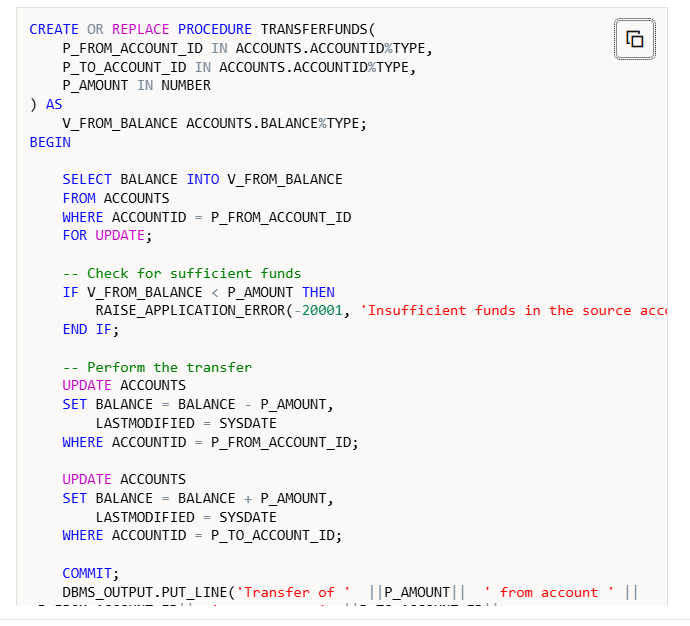 CREATE OR REPLACE PROCEDURE TRANSFERFUNDS(
    P_FROM_ACCOUNT_ID IN ACCOUNTS.ACCOUNTID%TYPE,
    P_TO_ACCOUNT_ID IN ACCOUNTS.ACCOUNTID%TYPE,
    P_AMOUNT IN NUMBER
) AS
    V_FROM_BALANCE ACCOUNTS.BALANCE%TYPE;
BEGIN

    SELECT BALANCE INTO V_FROM_BALANCE
    FROM ACCOUNTS
    WHERE ACCOUNTID = P_FROM_ACCOUNT_ID
    FOR UPDATE;

    -- Check for sufficient funds
    IF V_FROM_BALANCE < P_AMOUNT THEN
        RAISE_APPLICATION_ERROR(-20001, 'Insufficient funds in the source acc
    END IF;

    -- Perform the transfer
    UPDATE ACCOUNTS
    SET BALANCE = BALANCE - P_AMOUNT,
        LASTMODIFIED = SYSDATE
    WHERE ACCOUNTID = P_FROM_ACCOUNT_ID;

    UPDATE ACCOUNTS
    SET BALANCE = BALANCE + P_AMOUNT,
        LASTMODIFIED = SYSDATE
    WHERE ACCOUNTID = P_TO_ACCOUNT_ID;

    COMMIT;
    DBMS_OUTPUT.PUT_LINE('Transfer of '  ||P_AMOUNT||  ' from account ' ||